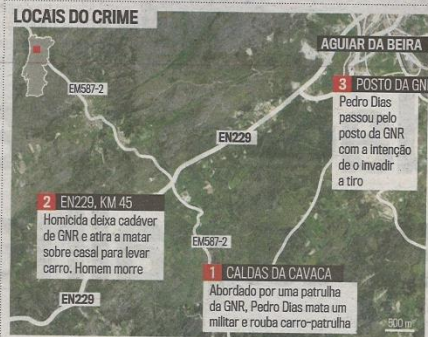 LOCAIS DO CRIME
AGUIAR DA BEIRA
EM587-2
EN229
3 POSTO DA GN
Pedro Dias
passou pelo
posto da GNR
com a intenção
de o invadir
a tiro
2 EN229, KM 45
Homicida deixa cadáver
de GNR e atira a matar
sobre casal para levar
carro. Homem morre
EM587-2
EN229
1 CALDAS DA CAVACA
Abordado por uma patrulha
da GNR, Pedro Dias mata um
militar e rouba carro-patrulha
800 m